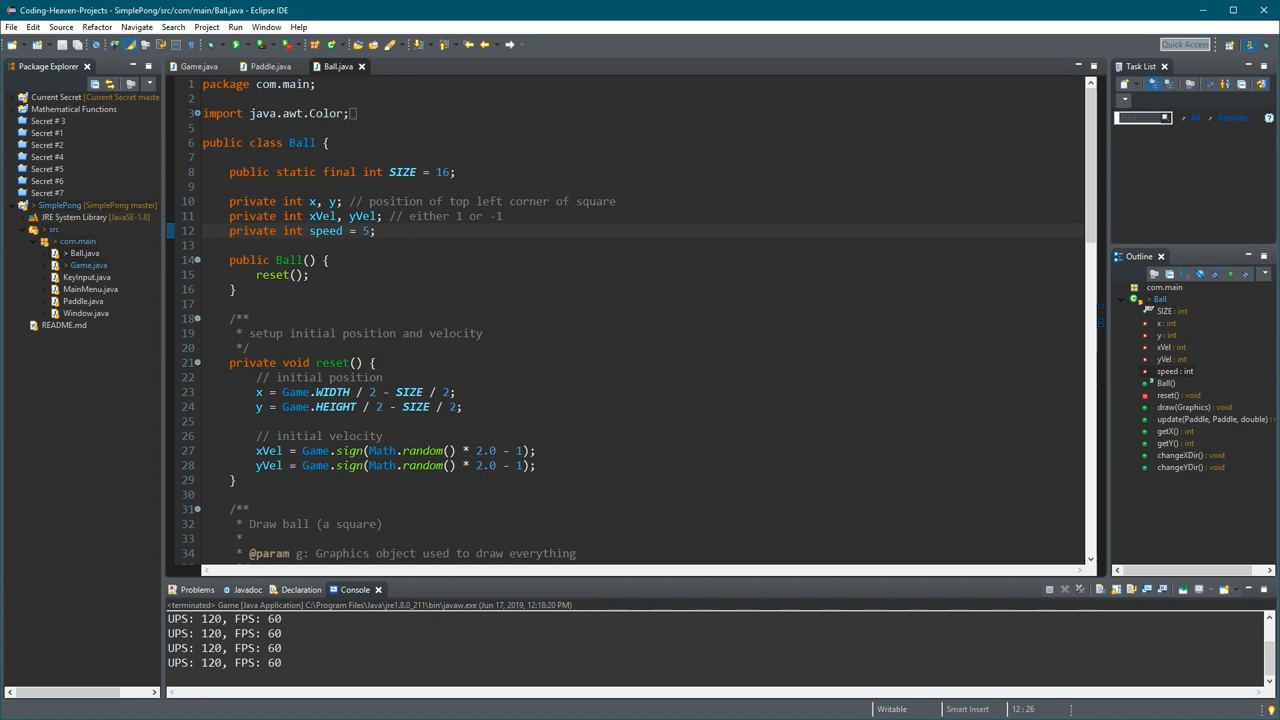 Coding-Heaven-Projects - SimplePong/src/com/main/Ball.java - Eclipse IDE
File Edit Source Refactor Navigate Search Project Run Window Help
Quick Access
Package Explorer
Current Secret [Current Secret maste
Mathematical Functions
Secret # 3
Secret #1
Secret #2
Secret #4
Secret #5
Secret #6
Secret #7
> SimplePong [SimplePong master]
JRE System Library [JavaSE-1.8]
> src
> com.main
> Ball.java
> Game.java
KeyInput.java
MainMenu.java
Paddle.java
Window.java
README.md
Game.java Paddle.java Ball.java
1 package com.main;
2
3 import java.awt.Color;
5
6 public class Ball {
7
8 public static final int SIZE = 16;
9
10 private int x, y; // position of top left corner of square
11 private int xVel, yVel; // either 1 or -1
12 private int speed = 5;
13
14 public Ball() {
15 reset();
16 }
17
18 /**
19 * setup initial position and velocity
20 */
21 private void reset() {
22 // initial position
23 x = Game.WIDTH / 2 - SIZE / 2;
24 y = Game.HEIGHT / 2 - SIZE / 2;
25
26 // initial velocity
27 xVel = Game.sign(Math.random() * 2.0 - 1);
28 yVel = Game.sign(Math.random() * 2.0 - 1);
29 }
30
31 /**
32 * Draw ball (a square)
33 *
34 * @param g: Graphics object used to draw everything
Problems Javadoc Declaration Console
<terminated> Game [Java Application] C:\Program Files\Java\jre1.8.0_211\bin\javaw.exe (Jun 17, 2019, 12:18:20 PM)
UPS: 120, FPS: 60
UPS: 120, FPS: 60
UPS: 120, FPS: 60
UPS: 120, FPS: 60
Task List
Find
All
Activate...
Outline
com.main
> Ball
SIZE : int
x : int
y : int
xVel : int
yVel : int
speed : int
Ball()
reset() : void
draw(Graphics) : void
update(Paddle, Paddle, double) :
getX() : int
getY() : int
changeXDir() : void
changeYDir() : void
Writable Smart Insert 12 : 26